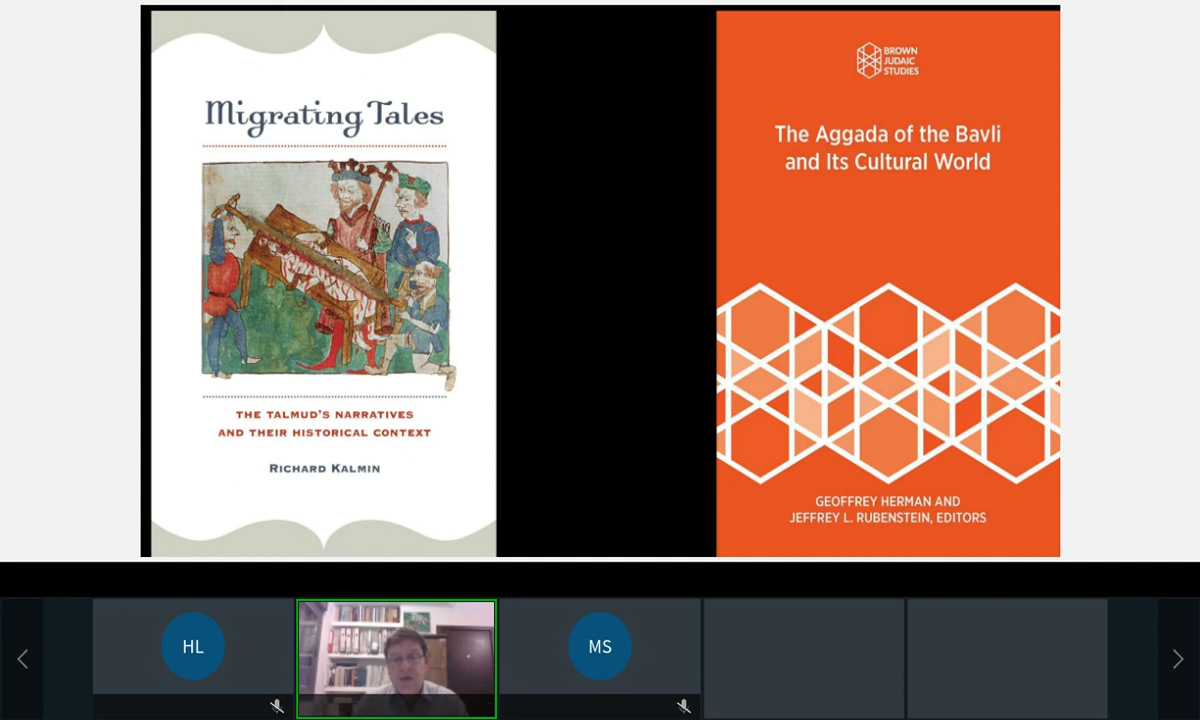 Migrating Tales
THE TALMUD'S NARRATIVES
AND THEIR HISTORICAL CONTEXT
RICHARD KALMIN
BROWN
JUDAIC
STUDIES
The Aggada of the Bavli
and Its Cultural World
GEOFFREY HERMAN AND
JEFFREY L. RUBENSTEIN, EDITORS
HL
MS